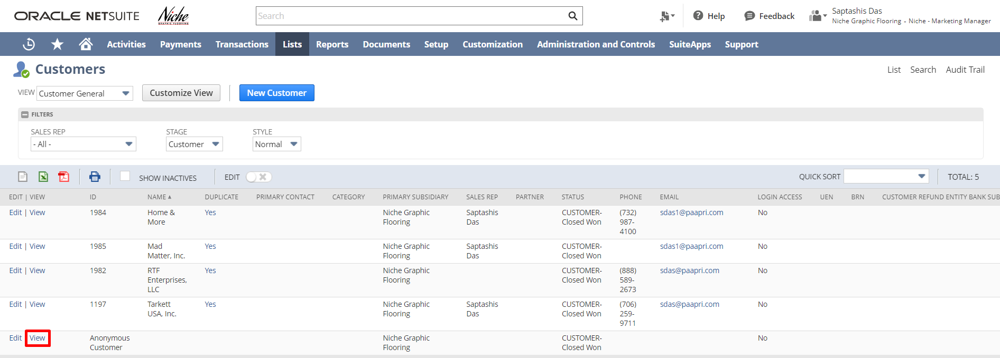 ORACLE NETSUITE
Niche
GRAPHIC FLOORING
Search
Help
Feedback
Saptashis Das
Niche Graphic Flooring - Niche - Marketing Manager
Activities Payments Transactions Lists Reports Documents Setup Customization Administration and Controls SuiteApps Support
Customers
List Search Audit Trail
VIEW Customer General Customize View New Customer
FILTERS
SALES REP STAGE STYLE
- All - Customer Normal
SHOW INACTIVES EDIT QUICK SORT TOTAL: 5
EDIT | VIEW ID NAME ▲ DUPLICATE PRIMARY CONTACT CATEGORY PRIMARY SUBSIDIARY SALES REP PARTNER STATUS PHONE EMAIL LOGIN ACCESS UEN BRN CUSTOMER REFUND ENTITY BANK SUB
Edit | View 1984 Home & Yes Niche Graphic Saptashis CUSTOMER- (732) sdas1@paapri.com No
More Flooring Das Closed Won 987-
4100
Edit | View 1985 Mad Yes Niche Graphic Saptashis CUSTOMER- sdas1@paapri.com No
Matter, Inc. Flooring Das Closed Won
Edit | View 1982 RTF Yes Niche Graphic CUSTOMER- (888) sdas@paapri.com No
Enterprises, Flooring Closed Won 589-
LLC 2673
Edit | View 1197 Tarkett Yes Niche Graphic Saptashis CUSTOMER- (706) sdas@paapri.com No
USA, Inc. Flooring Das Closed Won 259-
9711
Edit View Anonymous Niche Graphic CUSTOMER- No
Customer Flooring Closed Won